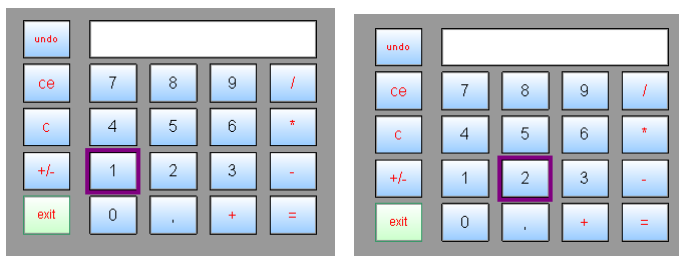 undo
ce 7 8 9 /
c 4 5 6 *
+/- 1 2 3 -
exit 0 , + =
undo
ce 7 8 9 /
c 4 5 6 *
+/- 1 2 3 -
exit 0 , + =